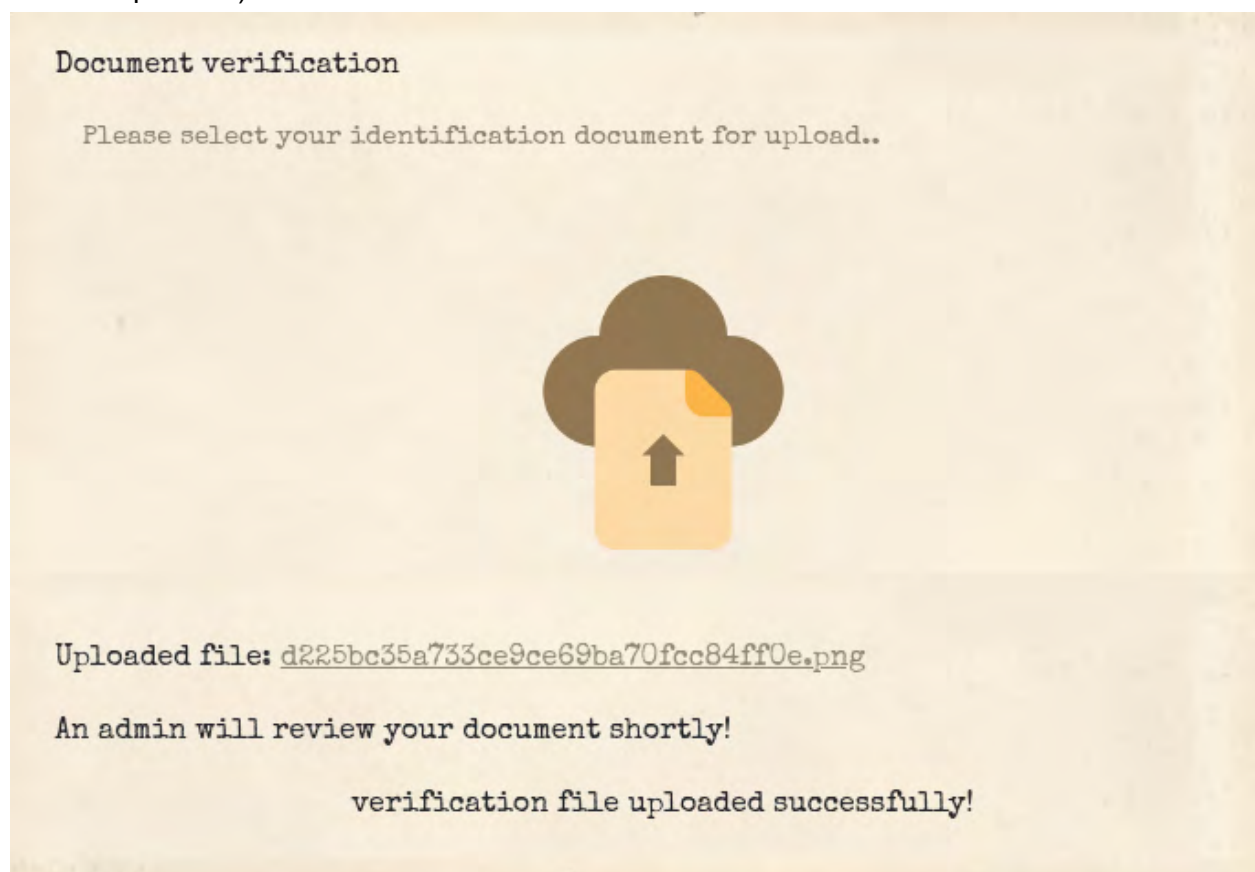 Document verification
Please select your identification document for upload..
Uploaded file: d225bc35a733ce9ce69ba70fcc84ff0e.png
An admin will review your document shortly!
verification file uploaded successfully!